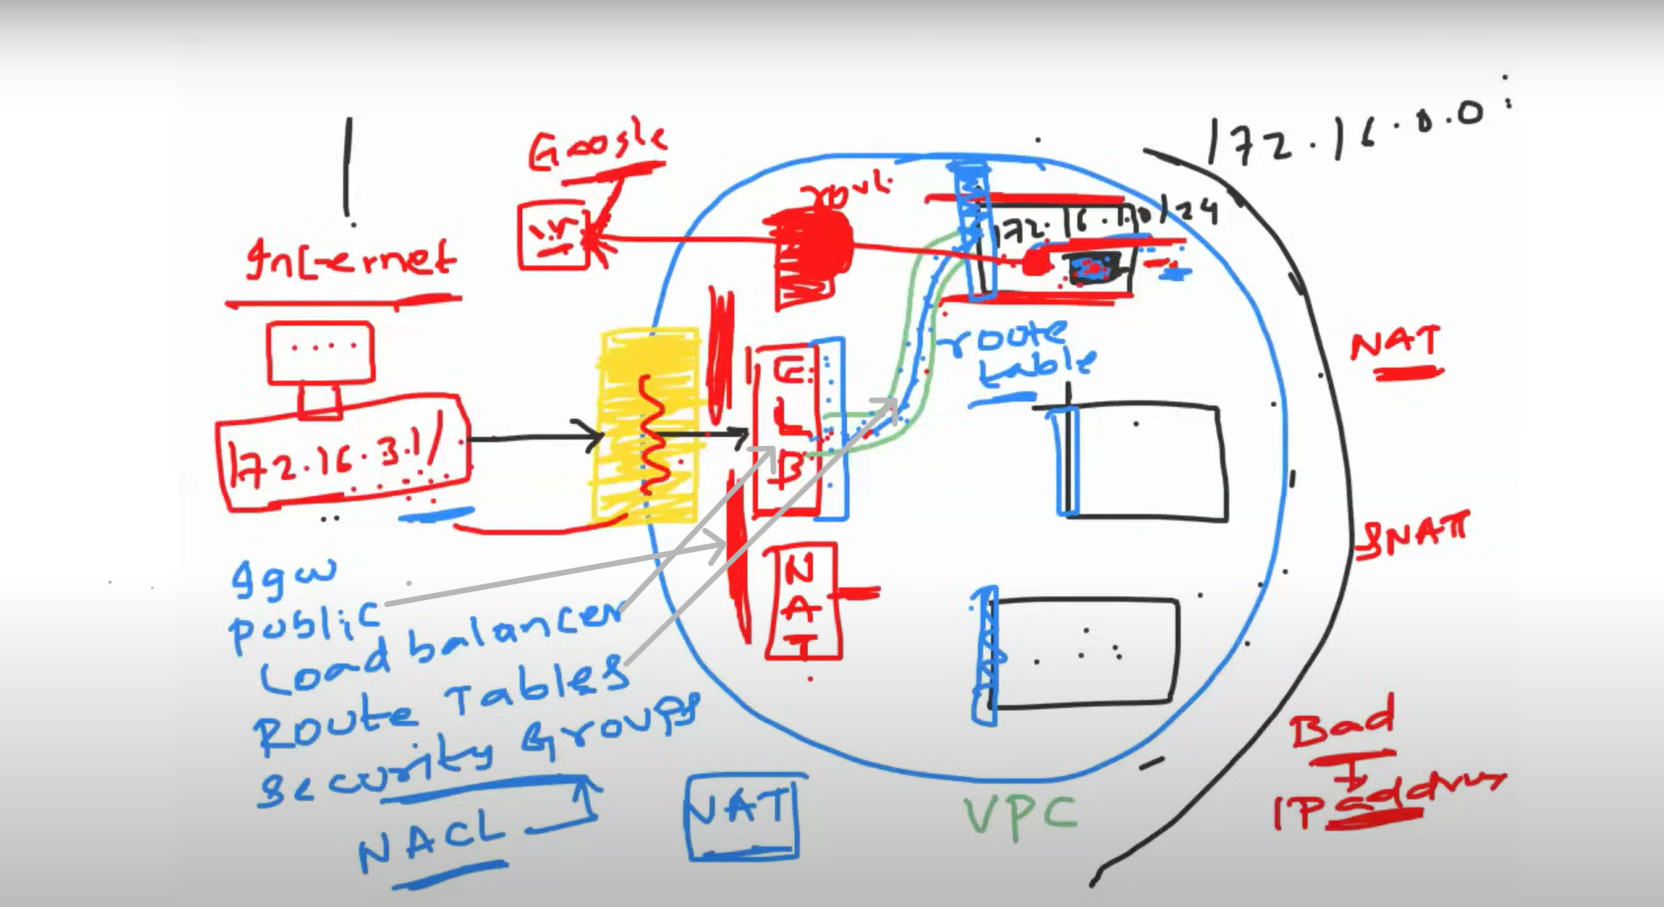 172.16.0.0
Google
rout
172.16.1.0/24
Internet
route
table
NAT
E
L
B
172.16.3.1/
SNAT
Igw
public
Load balancer
Route Tables
Security Groups
NACL
N
A
T
NAT
VPC
Bad
IP address